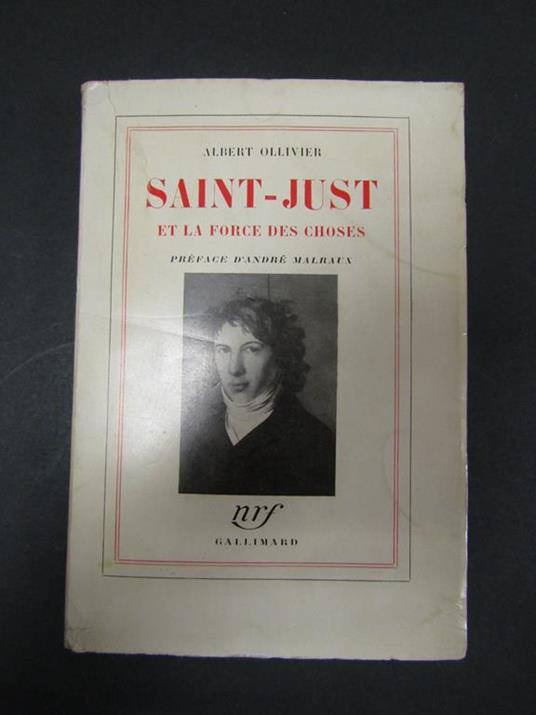 ALBERT OLLIVIER
SAINT-JUST
ET LA FORCE DES CHOSES
PRÉFACE D'ANDRÉ MALRAUX
nrf
GALLIMARD